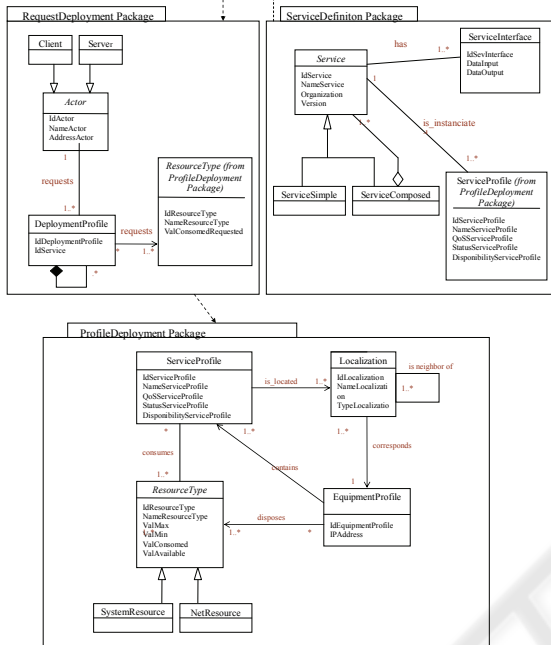 RequestDeployment Package
Client
Server
Actor
IdActor
NameActor
AddressActor
1
requests
1..*
DeploymentProfile
IdDeploymentProfile
IdService
*
requests
*
1..*
ResourceType (from
ProfileDeployment
Package)
IdResourceType
NameResourceType
ValConsomedRequested
ServiceDefiniton Package
Service
IdService
NameService
Organization
Version
has
1..*
ServiceInterface
IdSevInterface
DataInput
DataOutput
1
is_instanciate
1..*
*
ServiceSimple
ServiceComposed
ServiceProfile (from
ProfileDeployment
Package)
IdServiceProfile
NameServiceProfile
QoSServiceProfile
StatusServiceProfile
DisponibilityServiceProfile
ProfileDeployment Package
ServiceProfile
IdServiceProfile
NameServiceProfile
QoSServiceProfile
StatusServiceProfile
DisponibilityServiceProfile
is_located
1..*
Localization
IdLocalization
NameLocalizati
on
TypeLocalizatio
is neighbor of
1..*
*
1..*
1..*
consumes
contains
corresponds
1..*
1
ResourceType
IdResourceType
NameResourceType
ValMax
ValMin
ValConsomed
ValAvailable
disposes
1..*
*
EquipmentProfile
IdEquipmentProfile
IPAddress
SystemResource
NetResource